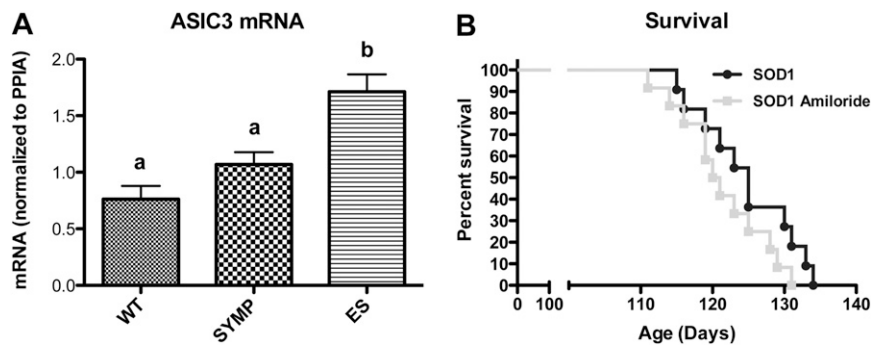 A
ASIC3 mRNA
mRNA (normalized to PPIA)
2.0
1.5
1.0
0.5
0.0
a
a
b
WT
SYMP
ES
B
Survival
Percent survival
100
90
80
70
60
50
40
30
20
10
0
SOD1
SOD1 Amiloride
0 100 110 120 130 140
Age (Days)